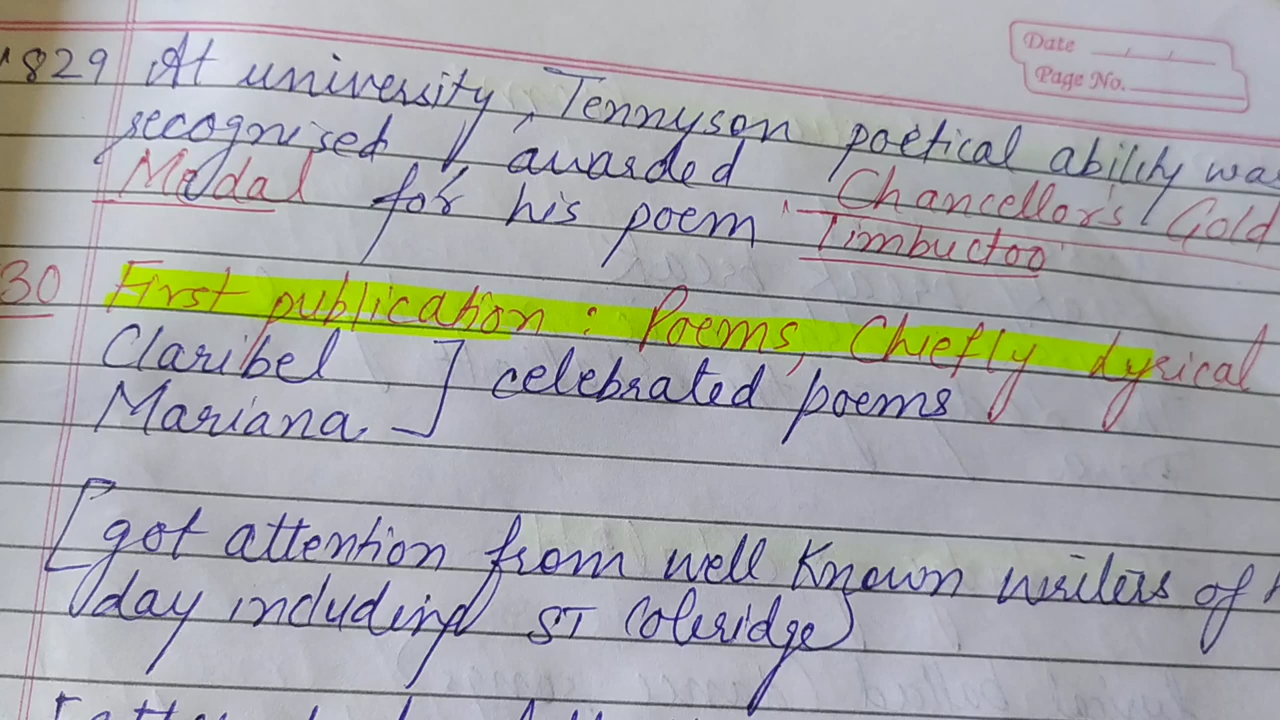 Date
Page No.
1829 At university, Tennyson poetical ability was
recognised, awarded Chancellor's Gold
Medal for his poem 'Timbuctoo
30 First publication : Poems, Chiefly Lyrical
Claribel
Mariana ] celebrated poems
[got attention from well Known writers of
day including ST Coleridge)